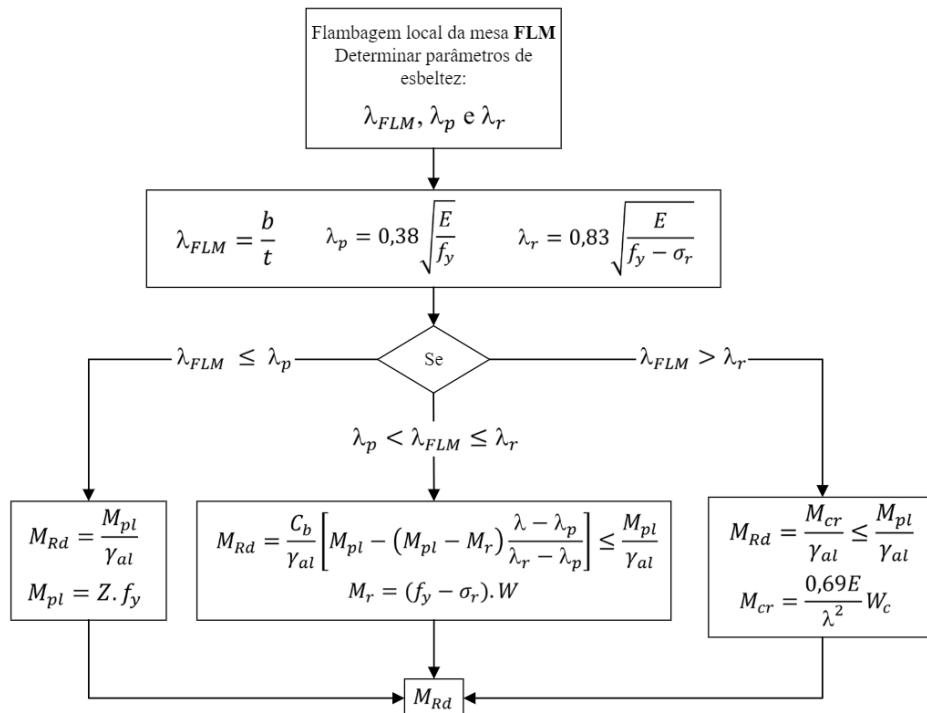 Flambagem local da mesa FLM
Determinar parâmetros de
esbeltez:
λ_FLM, λ_p e λ_r
λ_FLM = b/t    λ_p = 0,38 √(E/f_y)    λ_r = 0,83 √(E/(f_y − σ_r))
λ_FLM ≤ λ_p
Se
λ_FLM > λ_r
λ_p < λ_FLM ≤ λ_r
M_Rd = M_pl/γ_al
M_pl = Z. f_y
M_Rd = C_b/γ_al [M_pl − (M_pl − M_r) (λ − λ_p)/(λ_r − λ_p)] ≤ M_pl/γ_al
M_r = (f_y − σ_r). W
M_Rd = M_cr/γ_al ≤ M_pl/γ_al
M_cr = 0,69E/λ² W_c
M_Rd